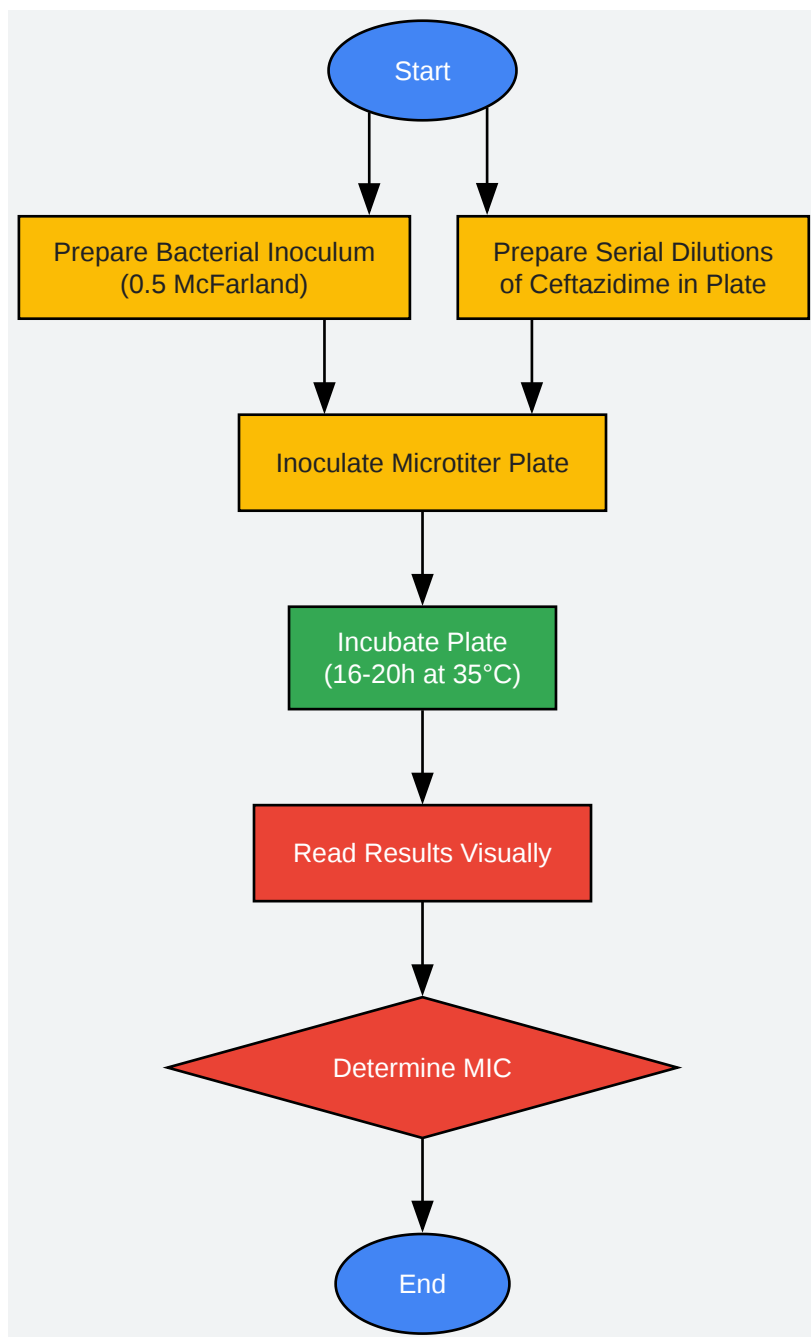 Start
Prepare Bacterial Inoculum
(0.5 McFarland)
Prepare Serial Dilutions
of Ceftazidime in Plate
Inoculate Microtiter Plate
Incubate Plate
(16-20h at 35°C)
Read Results Visually
Determine MIC
End